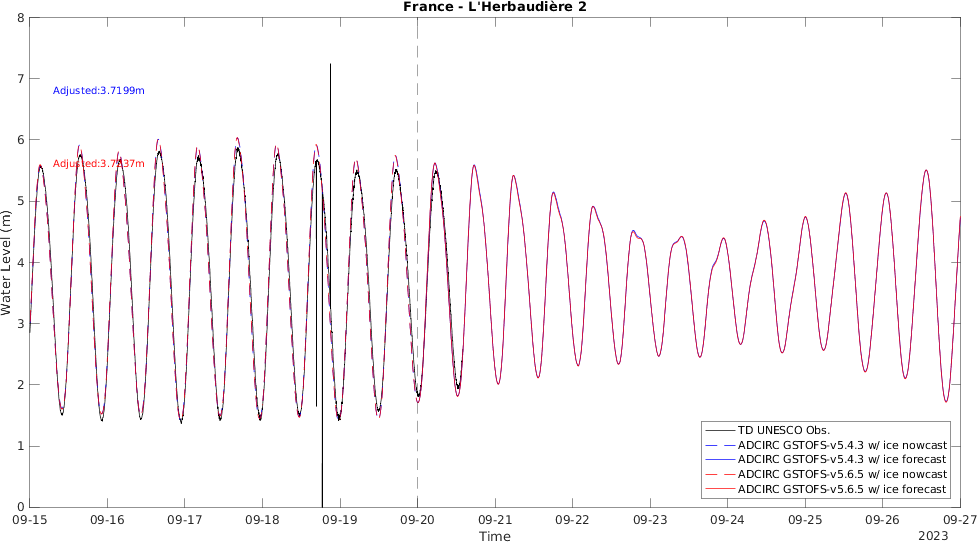 France - L'Herbaudière 2
8
7
6
5
4
3
2
1
0
Water Level (m)
Adjusted:3.7199m
Adjusted:3.7537m
TD UNESCO Obs.
ADCIRC GSTOFS-v5.4.3 w/ ice nowcast
ADCIRC GSTOFS-v5.4.3 w/ ice forecast
ADCIRC GSTOFS-v5.6.5 w/ ice nowcast
ADCIRC GSTOFS-v5.6.5 w/ ice forecast
09-15 09-16 09-17 09-18 09-19 09-20 09-21 09-22 09-23 09-24 09-25 09-26 09-27
Time
2023